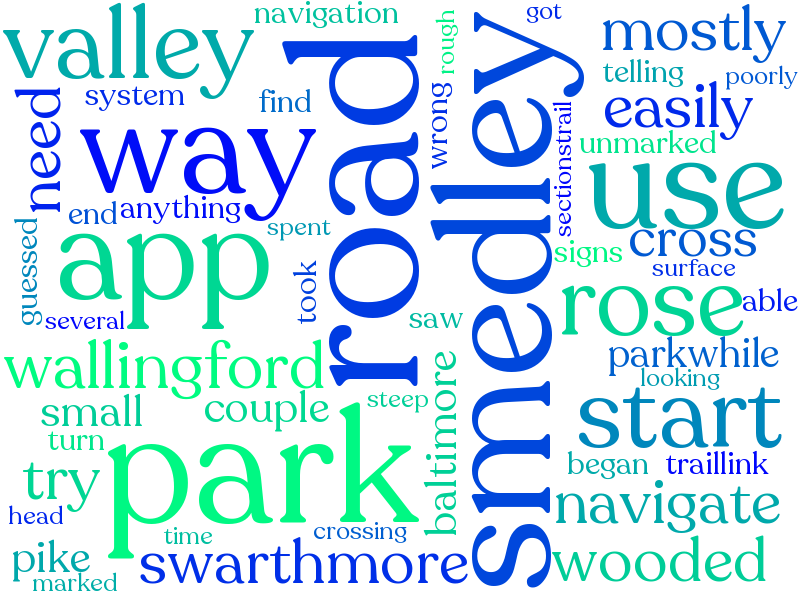 valley
navigation
got
mostly
road
smedley
rough
telling
poorly
need
system
find
wrong
easily
way
sectionstrail
unmarked
use
end
anything
spent
guessed
app
took
signs
cross
surface
several
saw
rose
able
wallingford
baltimore
parkwhile
looking
small
couple
steep
start
turn
park
try
began
traillink
head
time
crossing
navigate
pike
marked
swarthmore
wooded